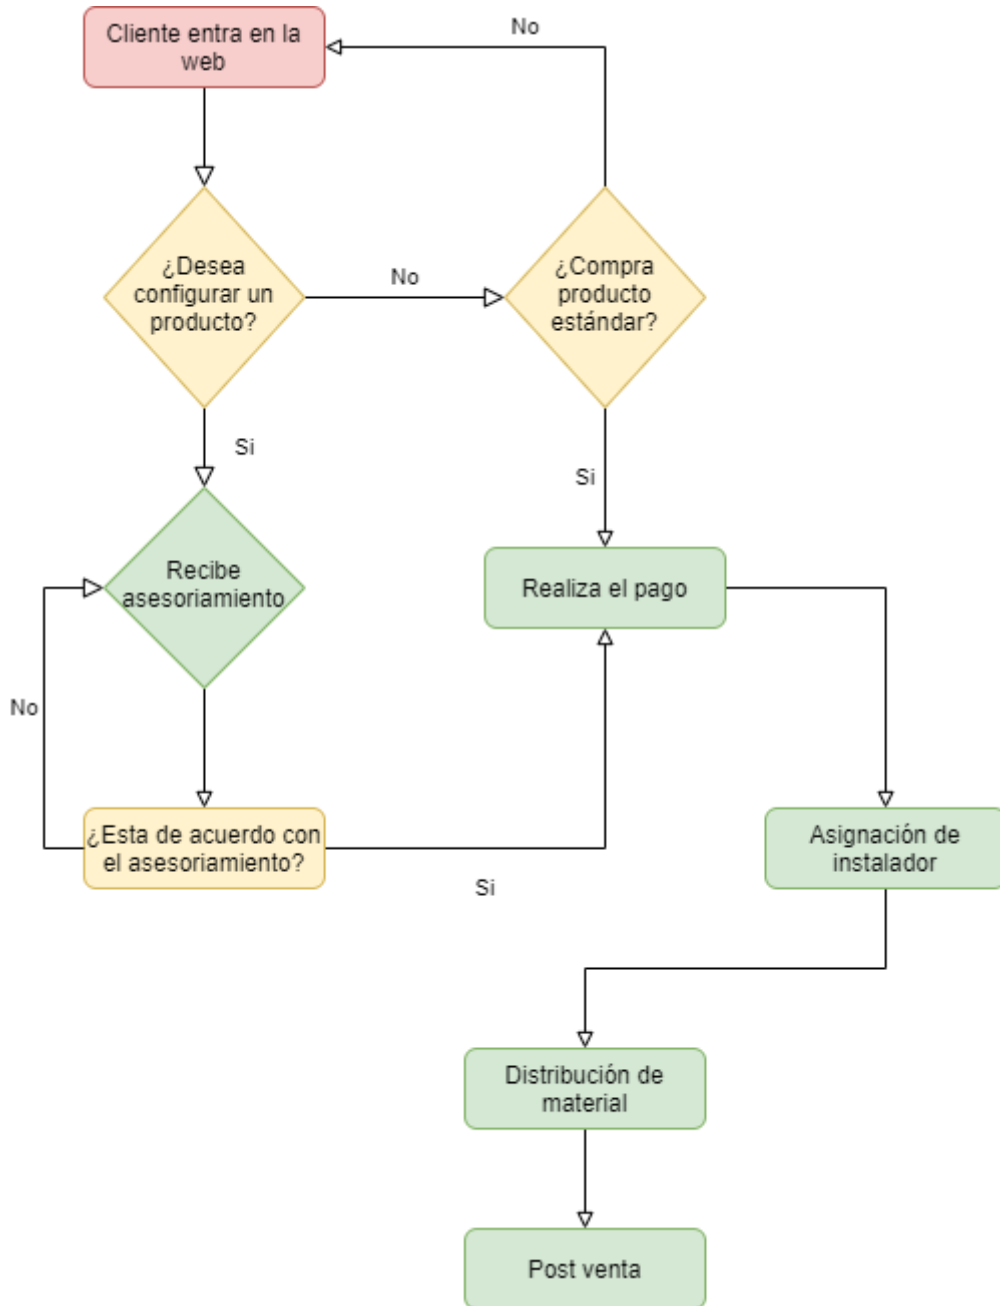 Cliente entra en la
web
No
¿Desea
configurar un
producto?
No
¿Compra
producto
estándar?
Si
Si
Recibe
asesoriamiento
Realiza el pago
No
¿Esta de acuerdo con
el asesoriamiento?
Si
Asignación de
instalador
Distribución de
material
Post venta